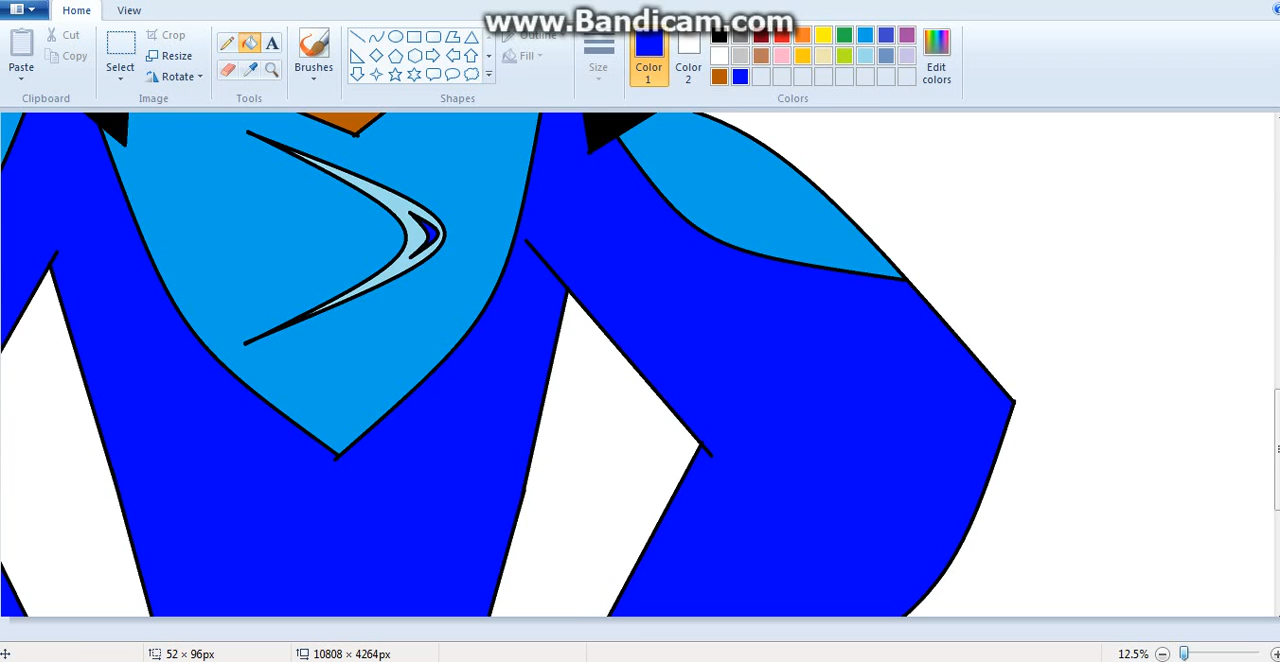 www.Bandicam.com
Home View
Paste
Cut
Copy
Clipboard
Select
Crop
Resize
Rotate
Image
A
Tools
Brushes
Outline
Fill
Shapes
Size
Color 1
Color 2
Edit colors
Colors
52 × 96px
10808 × 4264px
12.5%